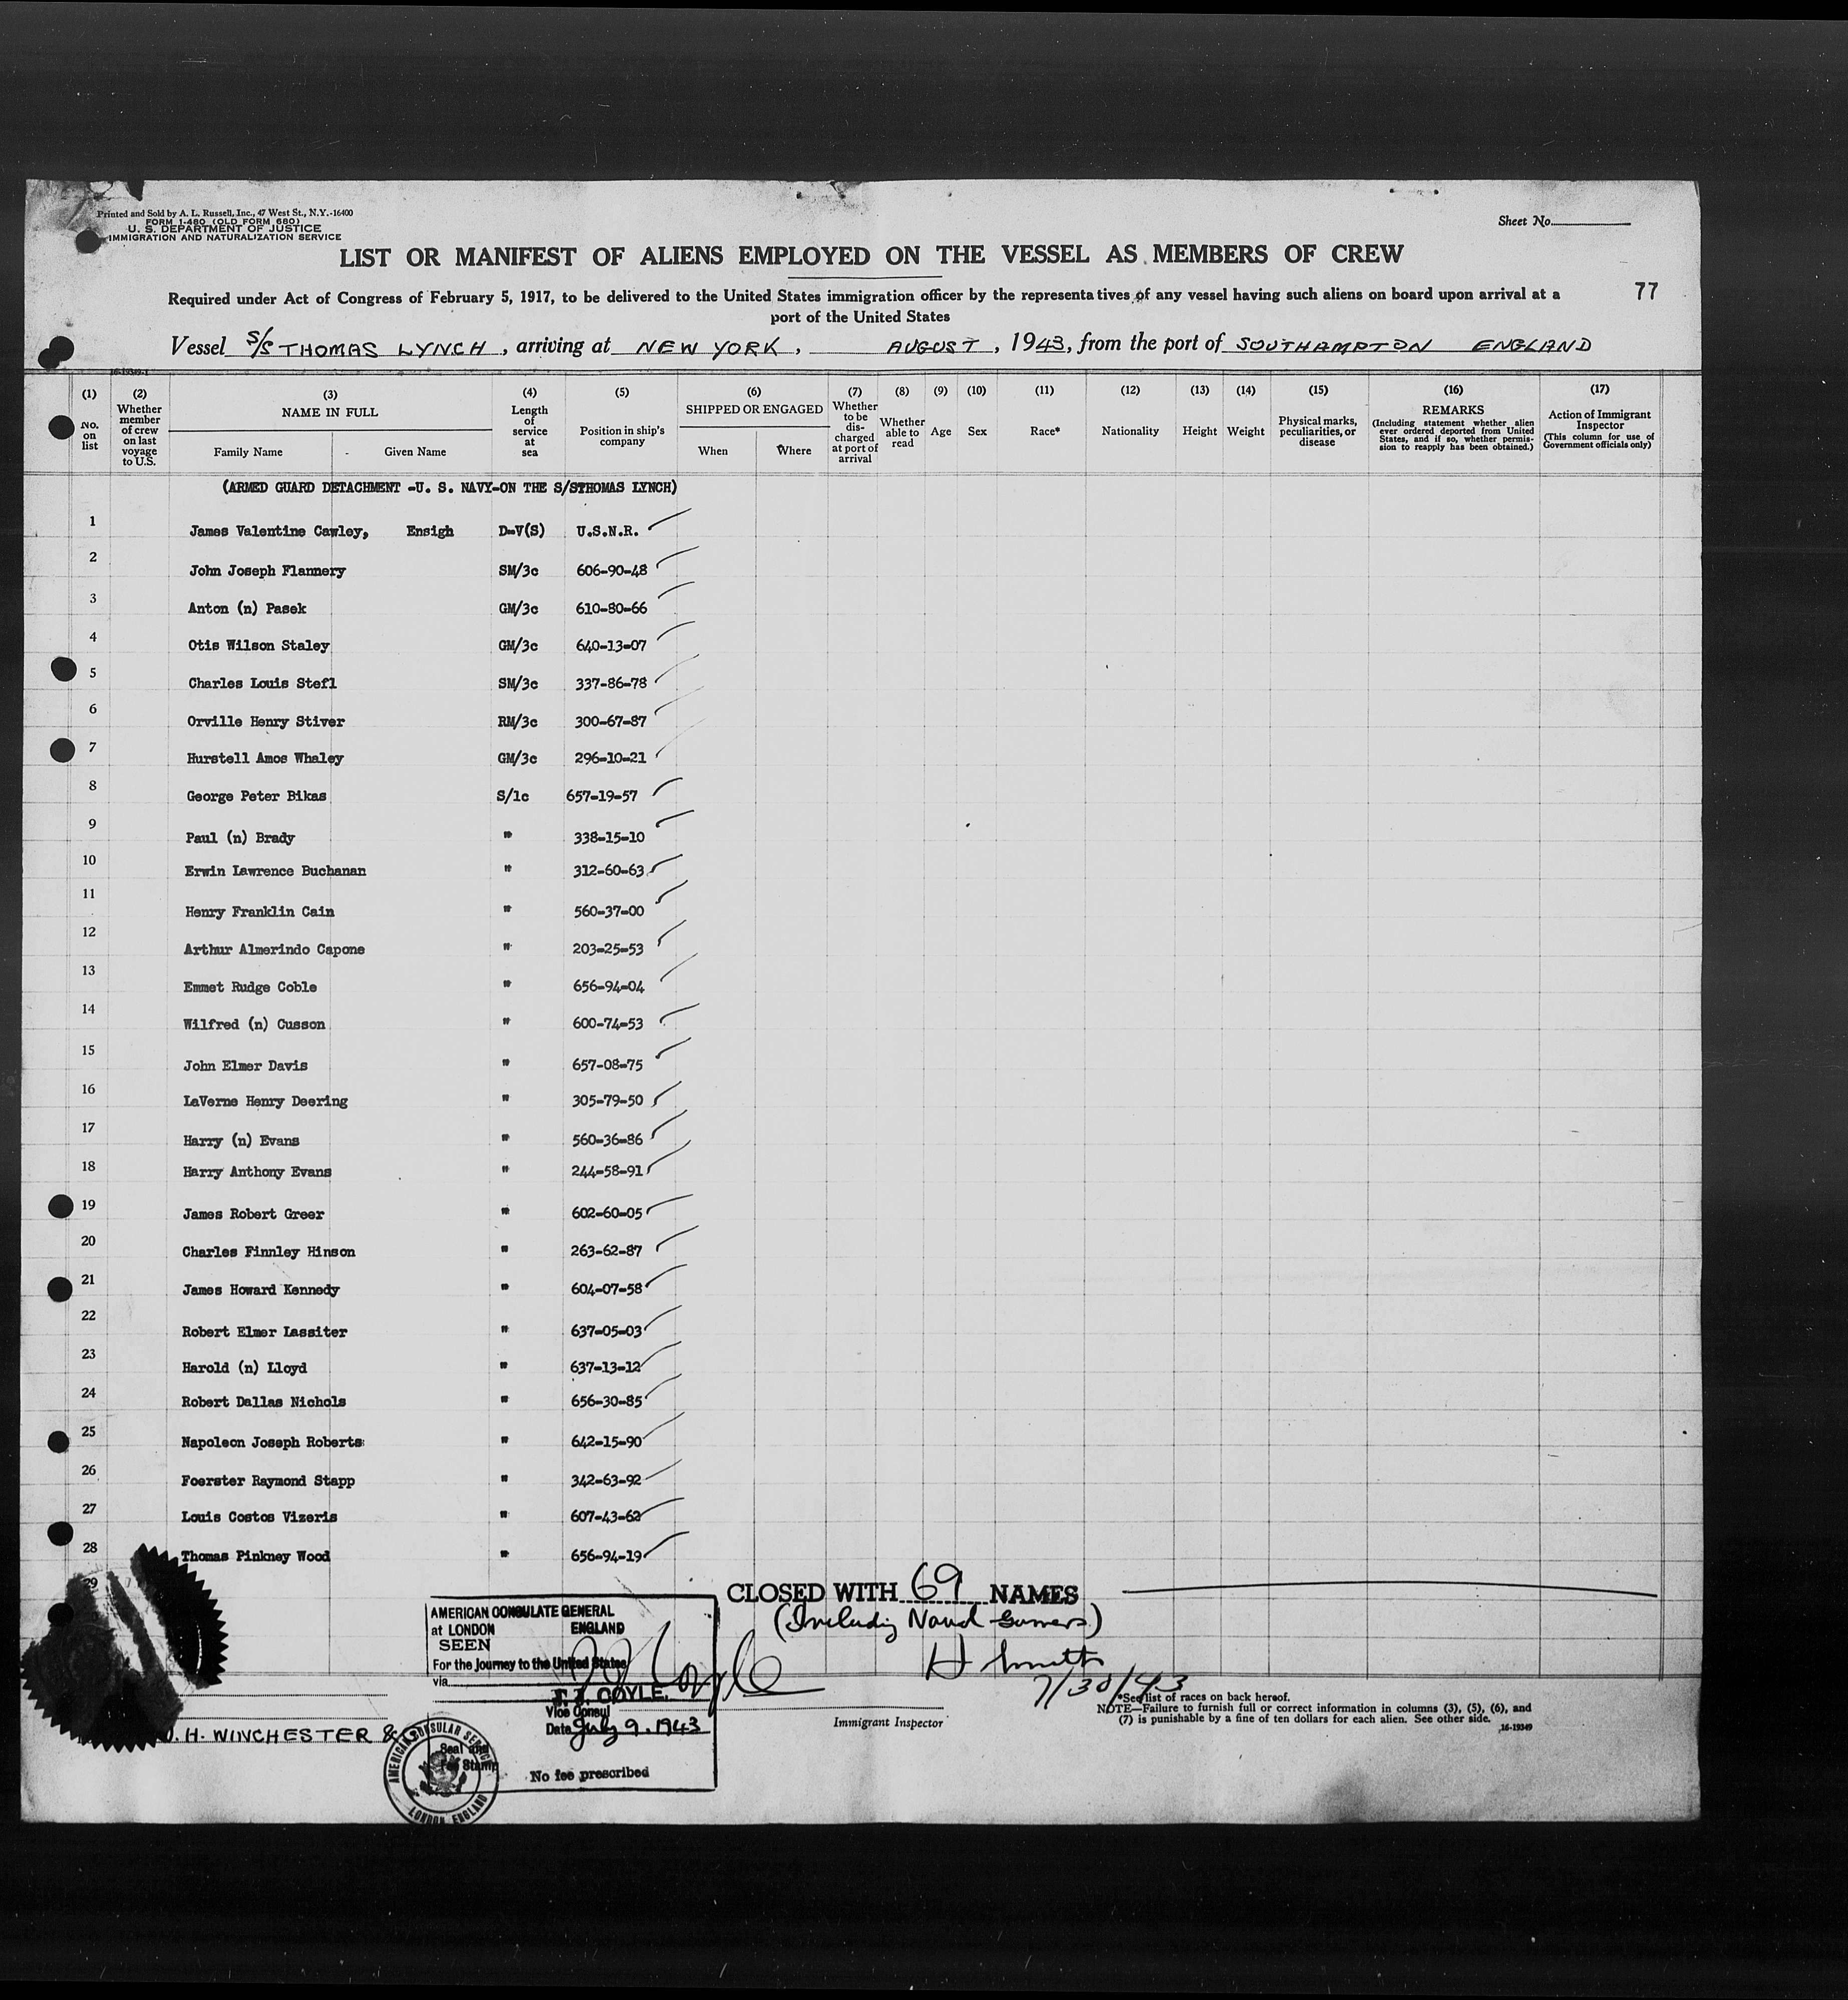 Printed and Sold by A. L. Russell, Inc., 47 West St., N.Y.-16400
FORM I-480 (OLD FORM 680)
U. S. DEPARTMENT OF JUSTICE
IMMIGRATION AND NATURALIZATION SERVICE
Sheet No.
LIST OR MANIFEST OF ALIENS EMPLOYED ON THE VESSEL AS MEMBERS OF CREW
Required under Act of Congress of February 5, 1917, to be delivered to the United States immigration officer by the representatives of any vessel having such aliens on board upon arrival at a
port of the United States
77
Vessel S/S THOMAS LYNCH, arriving at NEW YORK, AUGUST, 1943, from the port of SOUTHAMPTON ENGLAND
16-19349-1
(1) No. on list
(2) Whether member of crew on last voyage to U.S.
(3) NAME IN FULL
Family Name - Given Name
(4) Length of service at sea
(5) Position in ship's company
(6) SHIPPED OR ENGAGED
When Where
(7) Whether to be discharged at port of arrival
(8) Whether able to read
(9) Age
(10) Sex
(11) Race*
(12) Nationality
(13) Height
(14) Weight
(15) Physical marks, peculiarities, or disease
(16) REMARKS (Including statement whether alien ever ordered deported from United States, and if so, whether permission to reapply has been obtained.)
(17) Action of Immigrant Inspector (This column for use of Government officials only)
(ARMED GUARD DETACHMENT -U. S. NAVY-ON THE S/STHOMAS LYNCH)
1 James Valentine Cawley, Ensigh D-V(S) U.S.N.R.
2 John Joseph Flannery SM/3c 606-90-48
3 Anton (n) Pasek GM/3c 610-80-66
4 Otis Wilson Staley GM/3c 640-13-07
5 Charles Louis Stefl SM/3c 337-86-78
6 Orville Henry Stiver RM/3c 300-67-87
7 Hurstell Amos Whaley GM/3c 296-10-21
8 George Peter Bikas S/1c 657-19-57
9 Paul (n) Brady " 338-15-10
10 Erwin Lawrence Buchanan " 312-60-63
11 Henry Franklin Cain " 560-37-00
12 Arthur Almerindo Capone " 203-25-53
13 Emmet Rudge Coble " 656-94-04
14 Wilfred (n) Cusson " 600-74-53
15 John Elmer Davis " 657-08-75
16 LaVerne Henry Deering " 305-79-50
17 Harry (n) Evans " 560-36-86
18 Harry Anthony Evans " 244-58-91
19 James Robert Greer " 602-60-05
20 Charles Finnley Hinson " 263-62-87
21 James Howard Kennedy " 604-07-58
22 Robert Elmer Lassiter " 637-05-03
23 Harold (n) Lloyd " 637-13-12
24 Robert Dallas Nichols " 656-30-85
25 Napoleon Joseph Roberts " 642-15-90
26 Foerster Raymond Stapp " 342-63-92
27 Louis Costos Vizeris " 607-43-62
28 Thomas Pinkney Wood " 656-94-19
29
CLOSED WITH 69 NAMES
(Including Naval Gunners)
H Smith
7/30/43
AMERICAN CONSULATE GENERAL
at LONDON ENGLAND
SEEN
For the Journey to the United States
via
J. J. COYLE.
Vice Consul
Date July 9. 1943
Seal and
Fee Stamp
No fee prescribed
AMERICAN CONSULAR SERVICE
LONDON, ENGLAND
H. WINCHESTER &
Immigrant Inspector
*See list of races on back hereof.
NOTE—Failure to furnish full or correct information in columns (3), (5), (6), and
(7) is punishable by a fine of ten dollars for each alien. See other side.
16-19349